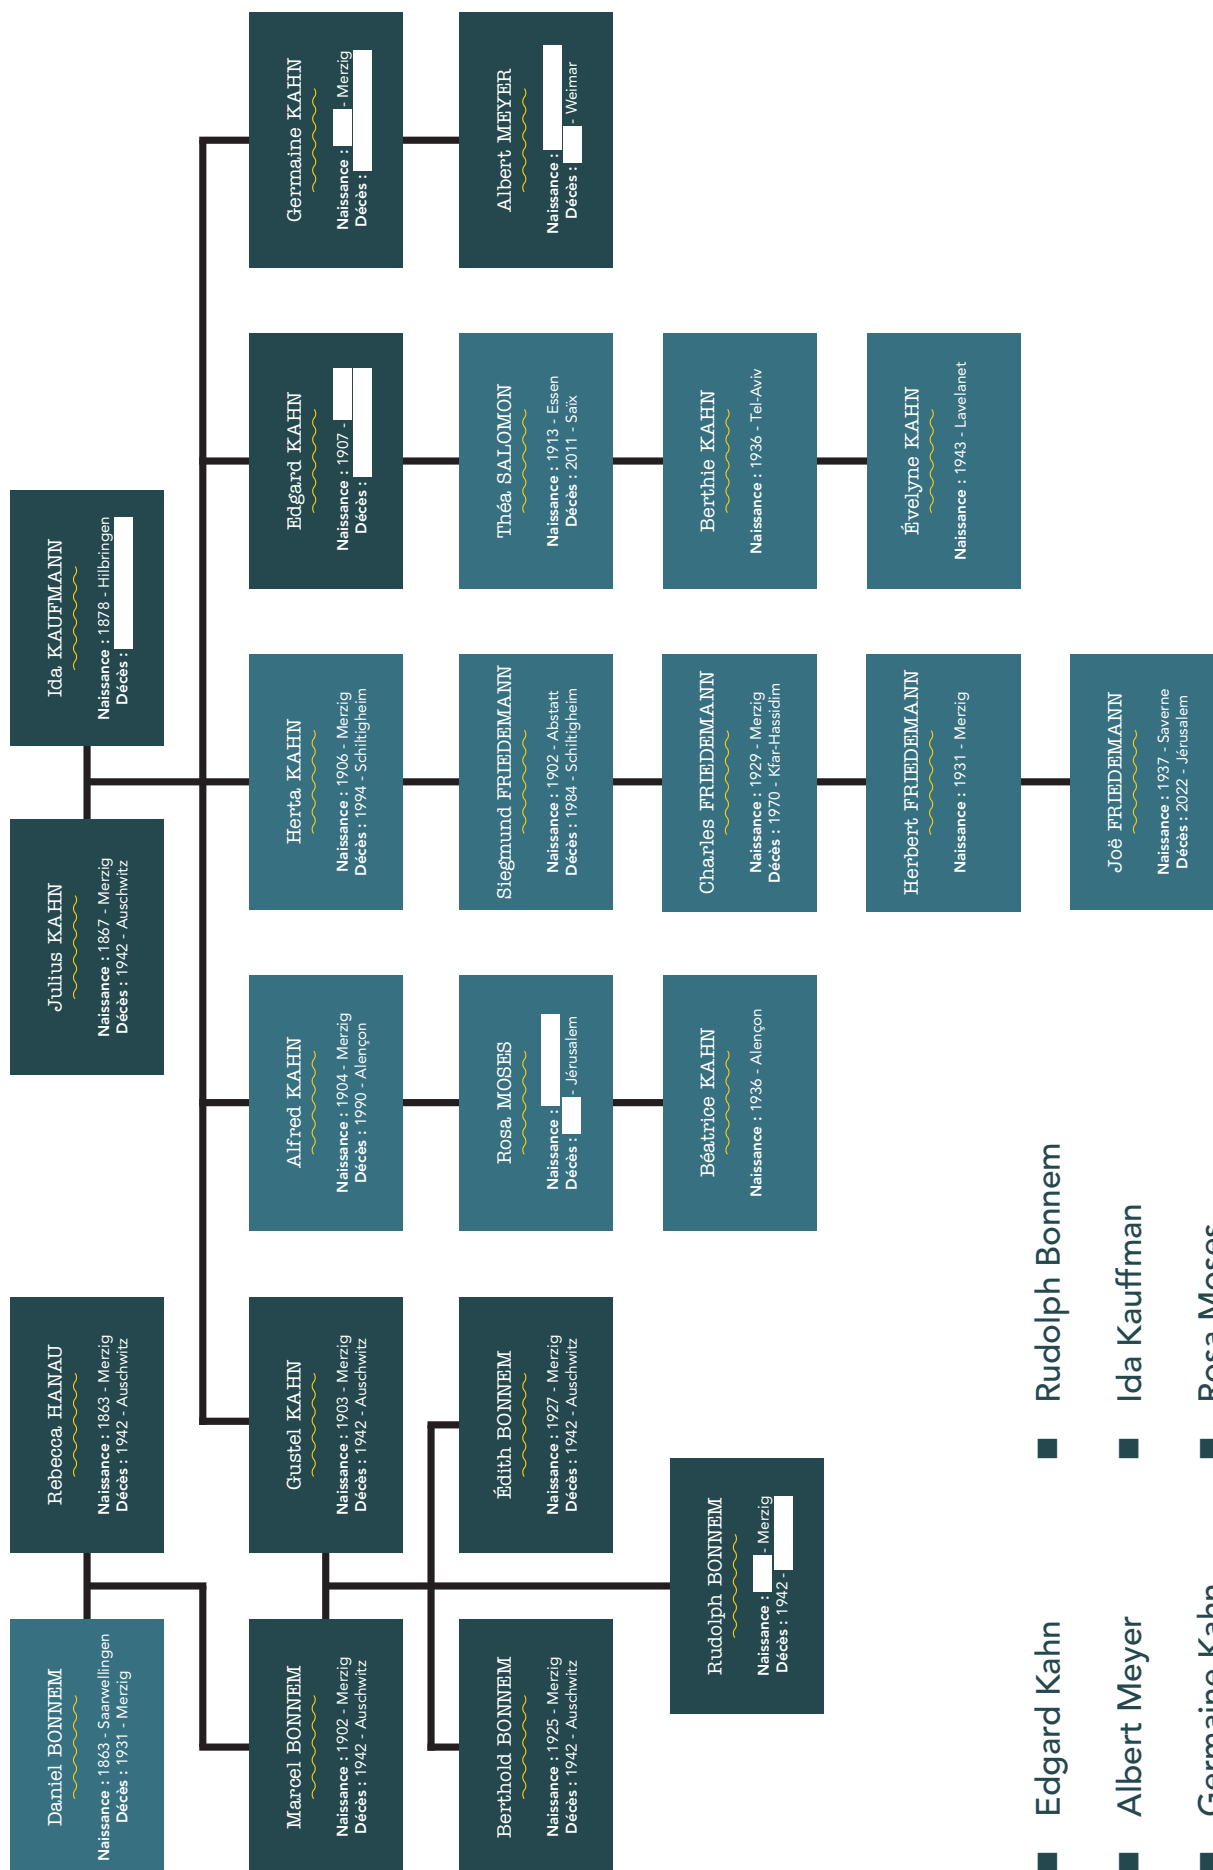 Daniel BONNEM
Naissance : 1863 - Saarwellingen
Décès : 1931 - Merzig
Rebecca HANAU
Naissance : 1863 - Merzig
Décès : 1942 - Auschwitz
Julius KAHN
Naissance : 1867 - Merzig
Décès : 1942 - Auschwitz
Ida KAUFMANN
Naissance : 1878 - Hilbringen
Décès :
Marcel BONNEM
Naissance : 1902 - Merzig
Décès : 1942 - Auschwitz
Gustel KAHN
Naissance : 1903 - Merzig
Décès : 1942 - Auschwitz
Alfred KAHN
Naissance : 1904 - Merzig
Décès : 1990 - Alençon
Herta KAHN
Naissance : 1906 - Merzig
Décès : 1994 - Schiltigheim
Edgard KAHN
Naissance : 1907 -
Décès :
Germaine KAHN
Naissance : - Merzig
Décès :
Berthold BONNEM
Naissance : 1925 - Merzig
Décès : 1942 - Auschwitz
Édith BONNEM
Naissance : 1927 - Merzig
Décès : 1942 - Auschwitz
Rosa MOSES
Naissance :
Décès : - Jérusalem
Siegmund FRIEDEMANN
Naissance : 1902 - Abstatt
Décès : 1984 - Schiltigheim
Théa SALOMON
Naissance : 1913 - Essen
Décès : 2011 - Saïx
Albert MEYER
Naissance :
Décès : - Weimar
Rudolph BONNEM
Naissance : - Merzig
Décès : 1942 -
Béatrice KAHN
Naissance : 1936 - Alençon
Charles FRIEDEMANN
Naissance : 1929 - Merzig
Décès : 1970 - Kfar-Hassidim
Berthie KAHN
Naissance : 1936 - Tel-Aviv
Herbert FRIEDEMANN
Naissance : 1931 - Merzig
Évelyne KAHN
Naissance : 1943 - Lavelanet
Joë FRIEDEMANN
Naissance : 1937 - Saverne
Décès : 2022 - Jérusalem
■ Edgard Kahn
■ Rudolph Bonnem
■ Albert Meyer
■ Ida Kauffman
■ Germaine Kahn
■ Rosa Moses